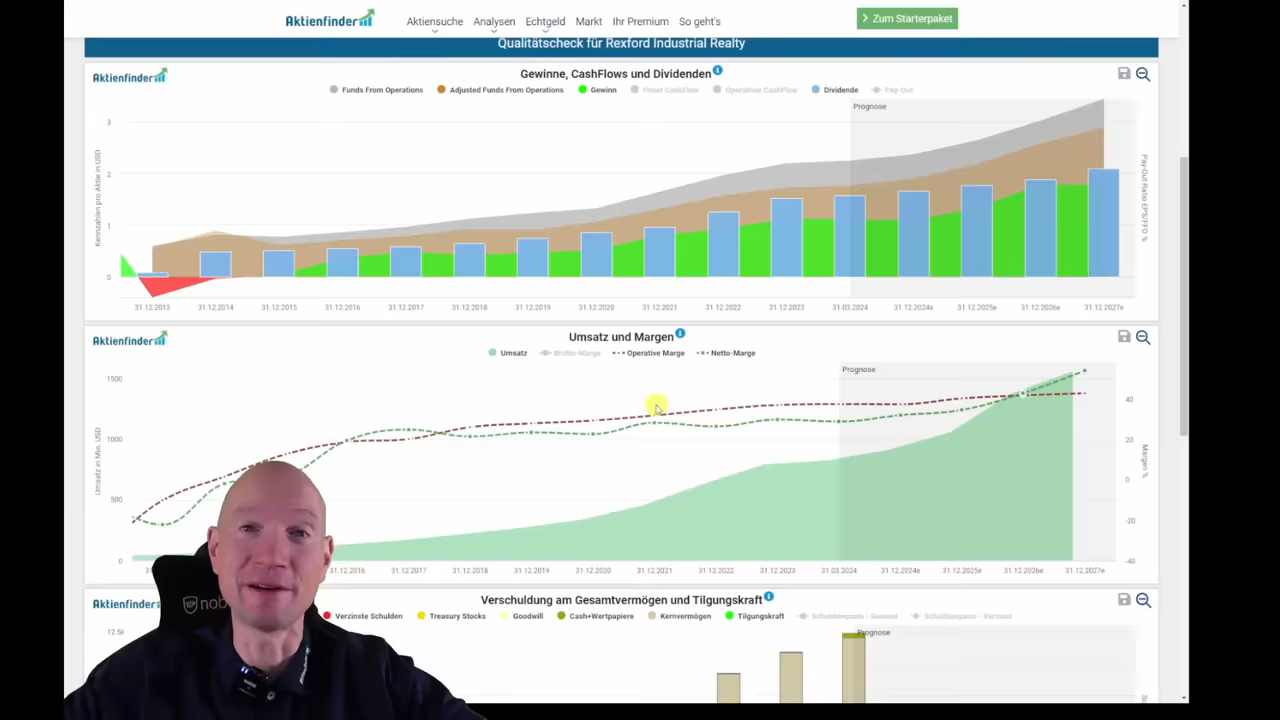 Aktienfinder
Aktiensuche Analysen Echtgeld Markt Ihr Premium So geht's
Zum Starterpaket
Qualitätscheck für Rexford Industrial Realty
Aktienfinder
Gewinne, CashFlows und Dividenden
Funds From Operations Adjusted Funds From Operations Gewinn Freier Cashflow Operativer Cashflow Dividende Pay-Out
Prognose
Kennzahlen pro Aktie in USD
3
2
1
0
Pay-Out-Ratio EPS/FFO %
31.12.2013 31.12.2014 31.12.2015 31.12.2016 31.12.2017 31.12.2018 31.12.2019 31.12.2020 31.12.2021 31.12.2022 31.12.2023 31.03.2024 31.12.2024e 31.12.2025e 31.12.2026e 31.12.2027e
Aktienfinder
Umsatz und Margen
Umsatz Brutto-Marge Operative Marge Netto-Marge
Prognose
Umsatz in Mio. USD
1500
1000
500
0
40
20
0
-20
-40
Margen %
31.12.2016 31.12.2017 31.12.2018 31.12.2019 31.12.2020 31.12.2021 31.12.2022 31.12.2023 31.03.2024 31.12.2024e 31.12.2025e 31.12.2026e 31.12.2027e
Aktienfinder
Verschuldung am Gesamtvermögen und Tilgungskraft
Verzinste Schulden Treasury Stocks Goodwill Cash+Wertpapiere Kernvermögen Tilgungskraft Schuldenquote - Gesamt Schuldenquote - Verzinst
12.5k
Prognose
nob